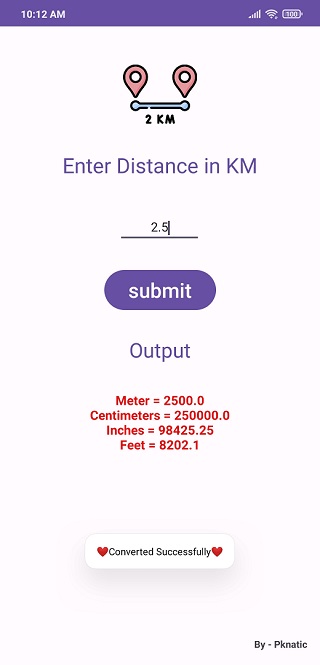 10:12 AM
100
2 KM
Enter Distance in KM
2.5
submit
Output
Meter = 2500.0
Centimeters = 250000.0
Inches = 98425.25
Feet = 8202.1
❤️Converted Successfully❤️
By - Pknatic